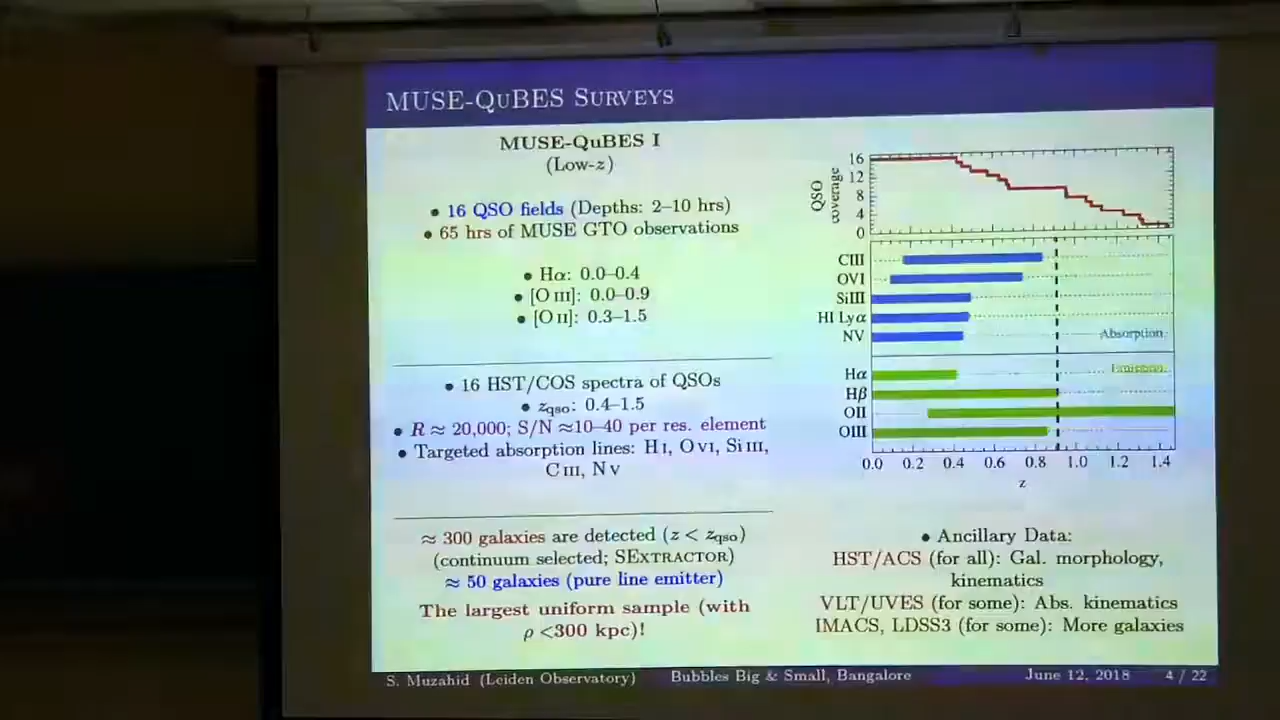 MUSE-QuBES Surveys
MUSE-QuBES I
(Low-z)
• 16 QSO fields (Depths: 2–10 hrs)
• 65 hrs of MUSE GTO observations
• Hα: 0.0–0.4
• [O III]: 0.0–0.9
• [O II]: 0.3–1.5
• 16 HST/COS spectra of QSOs
• zqso: 0.4–1.5
• R ≈ 20,000; S/N ≈10–40 per res. element
• Targeted absorption lines: H I, O VI, Si III,
C III, N V
≈ 300 galaxies are detected (z < zqso)
(continuum selected; SExtractor)
≈ 50 galaxies (pure line emitter)
The largest uniform sample (with
ρ <300 kpc)!
QSO
coverage
16
12
8
4
0
CIII
OVI
SiIII
HI Lyα
NV
Absorption
Hα
Emission
Hβ
OII
OIII
0.0 0.2 0.4 0.6 0.8 1.0 1.2 1.4
z
• Ancillary Data:
HST/ACS (for all): Gal. morphology,
kinematics
VLT/UVES (for some): Abs. kinematics
IMACS, LDSS3 (for some): More galaxies
S. Muzahid (Leiden Observatory) Bubbles Big & Small, Bangalore June 12, 2018 4 / 22